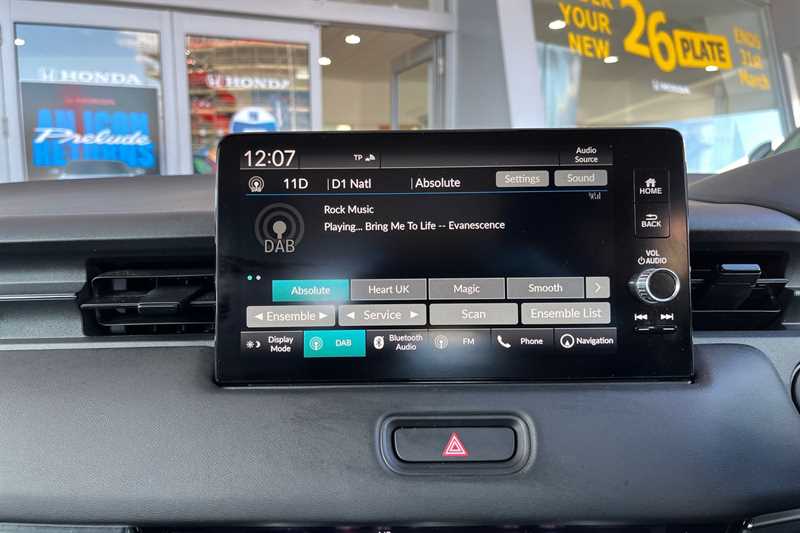 HONDA
AN ICON
Prelude
RETURNS
HONDA
ORDER
YOUR
NEW
26 PLATE
ENDS
31st
March
HONDA
12:07
TP
Audio
Source
11D D1 Natl Absolute Settings Sound
DAB
Rock Music
Playing... Bring Me To Life -- Evanescence
Absolute Heart UK Magic Smooth
Ensemble Service Scan Ensemble List
Display
Mode
DAB
Bluetooth
Audio
FM
Phone
Navigation
HOME
BACK
VOL
AUDIO